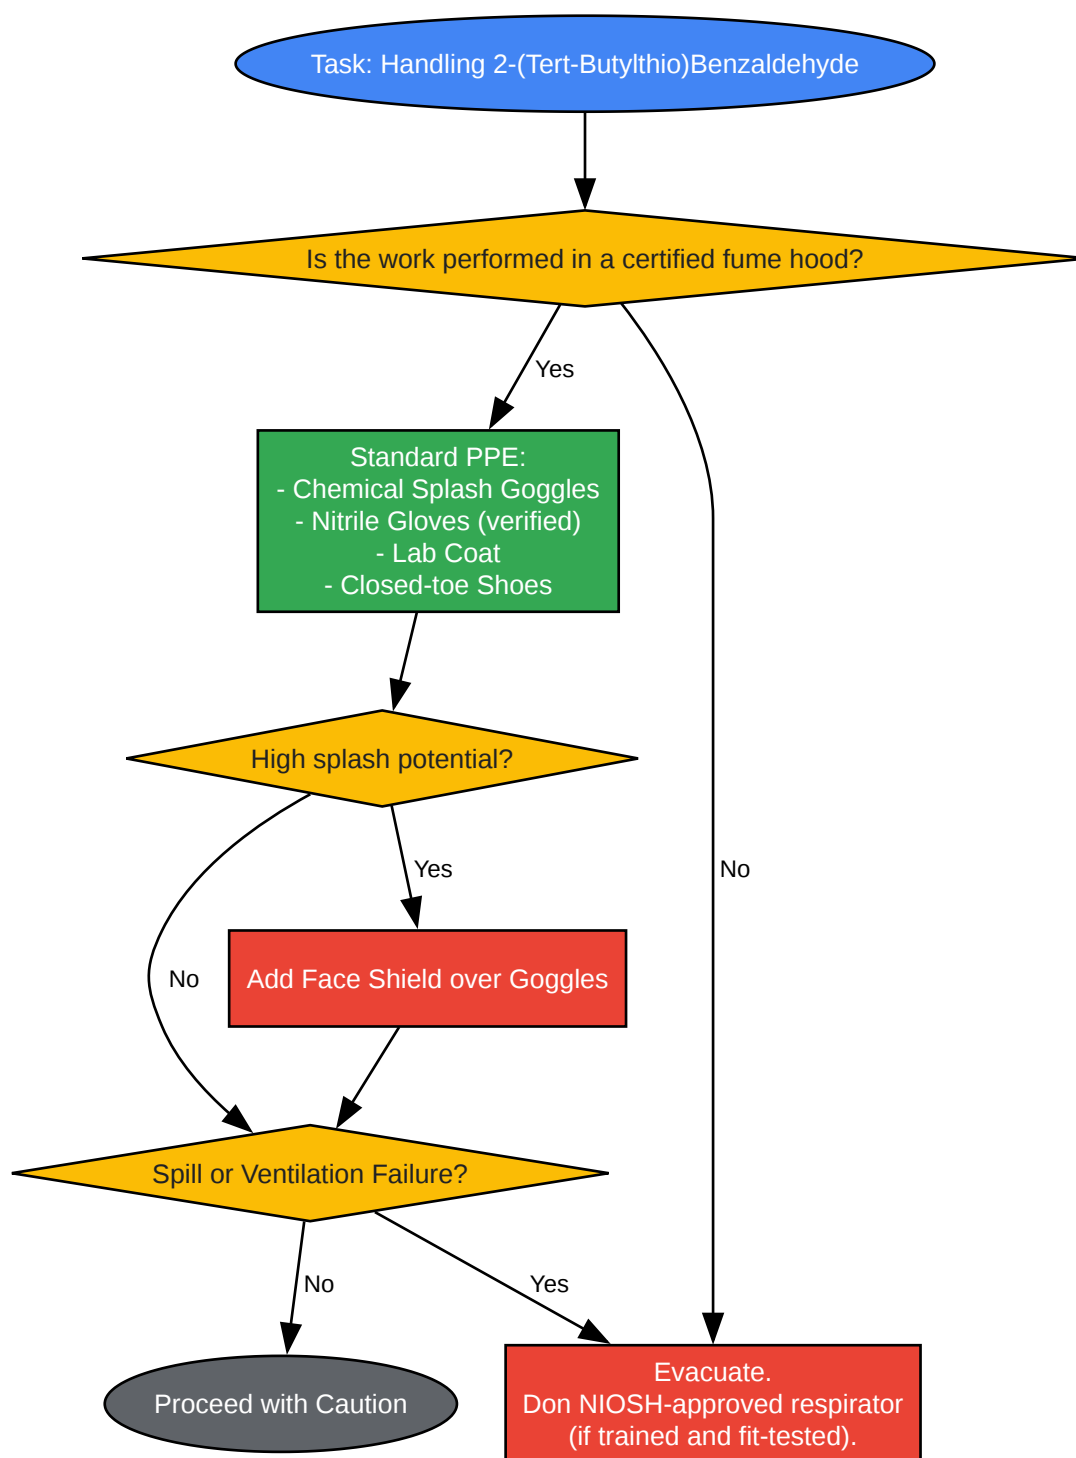 Task: Handling 2-(Tert-Butylthio)Benzaldehyde
Is the work performed in a certified fume hood?
Yes
Standard PPE:
- Chemical Splash Goggles
- Nitrile Gloves (verified)
- Lab Coat
- Closed-toe Shoes
High splash potential?
Yes
No
No
Add Face Shield over Goggles
Spill or Ventilation Failure?
No
Yes
Proceed with Caution
Evacuate.
Don NIOSH-approved respirator
(if trained and fit-tested).